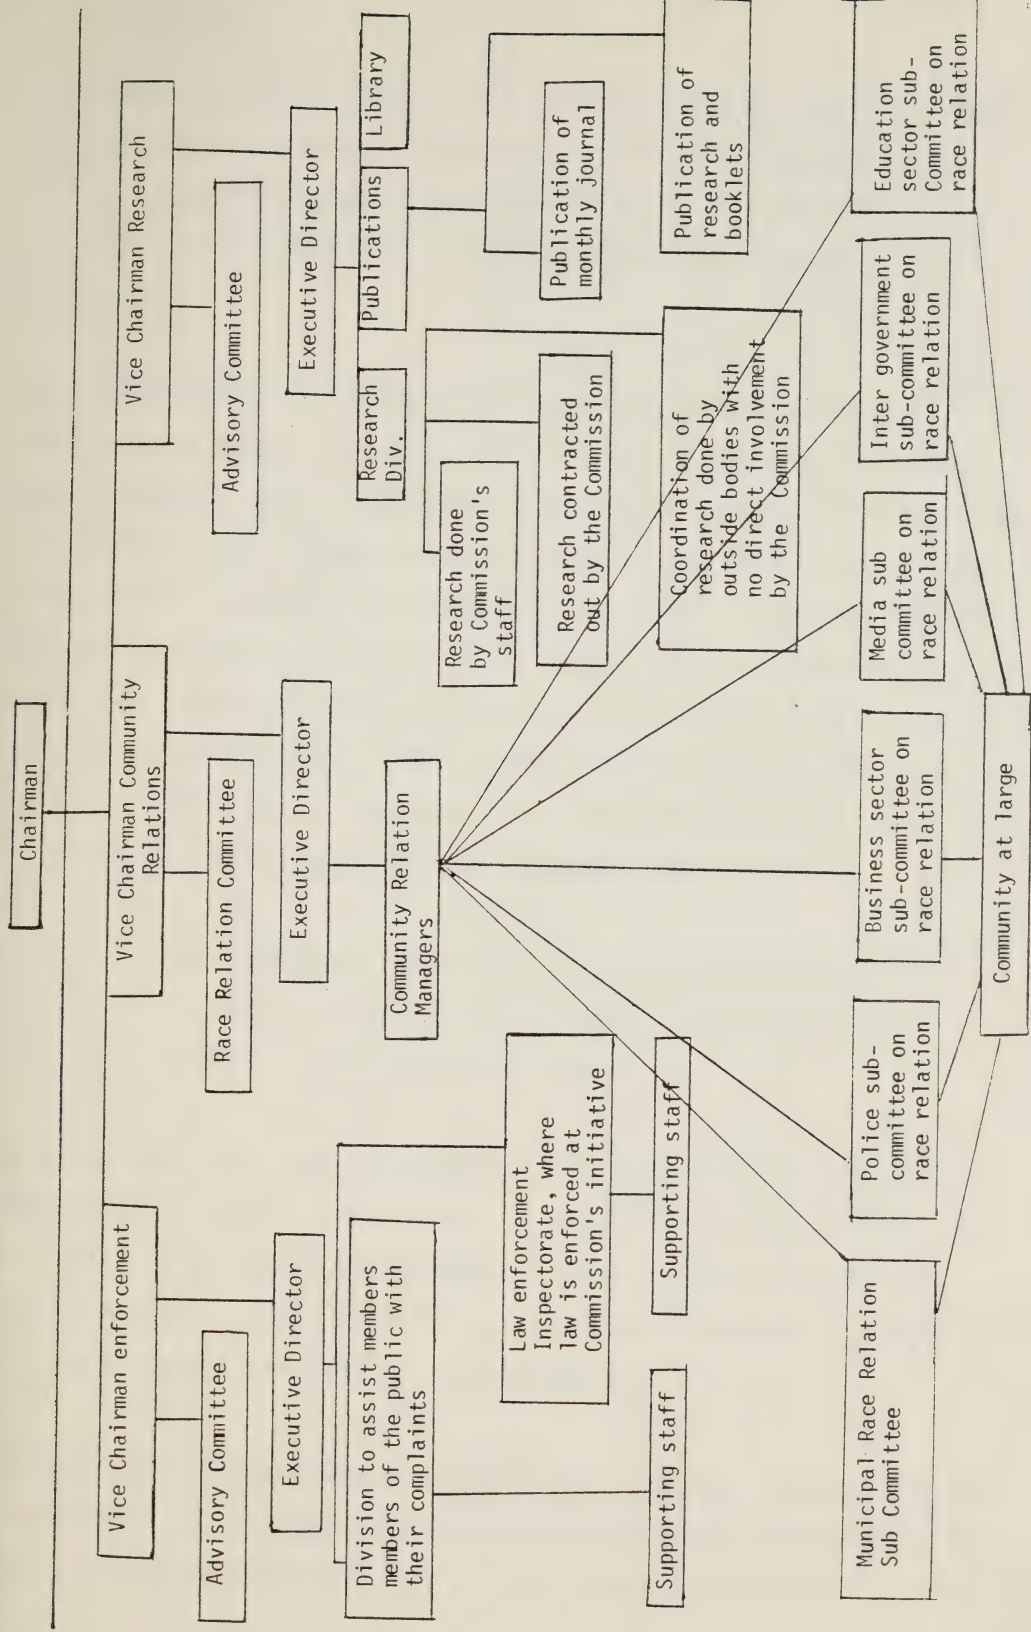 Chairman
Vice Chairman enforcement
Vice Chairman Community
Relations
Vice Chairman Research
Advisory Committee
Race Relation Committee
Advisory Committee
Executive Director
Executive Director
Executive Director
Division to assist members
members of the public with
their complaints
Community Relation
Managers
Research
Div.
Publications
Library
Law enforcement
Inspectorate, where
law is enforced at
Commission's initiative
Research done
by Commission's
staff
Research contracted
out by the Commission
Publication of
monthly journal
Supporting staff
Supporting staff
Coordination of
research done by
outside bodies with
no direct involvement
by the Commission
Publication of
research and
booklets
Municipal Race Relation
Sub Committee
Police sub-
committee on
race relation
Business sector
sub-committee on
race relation
Media sub
committee on
race relation
Inter government
sub-committee on
race relation
Education
sector sub-
Committee on
race relation
Community at large